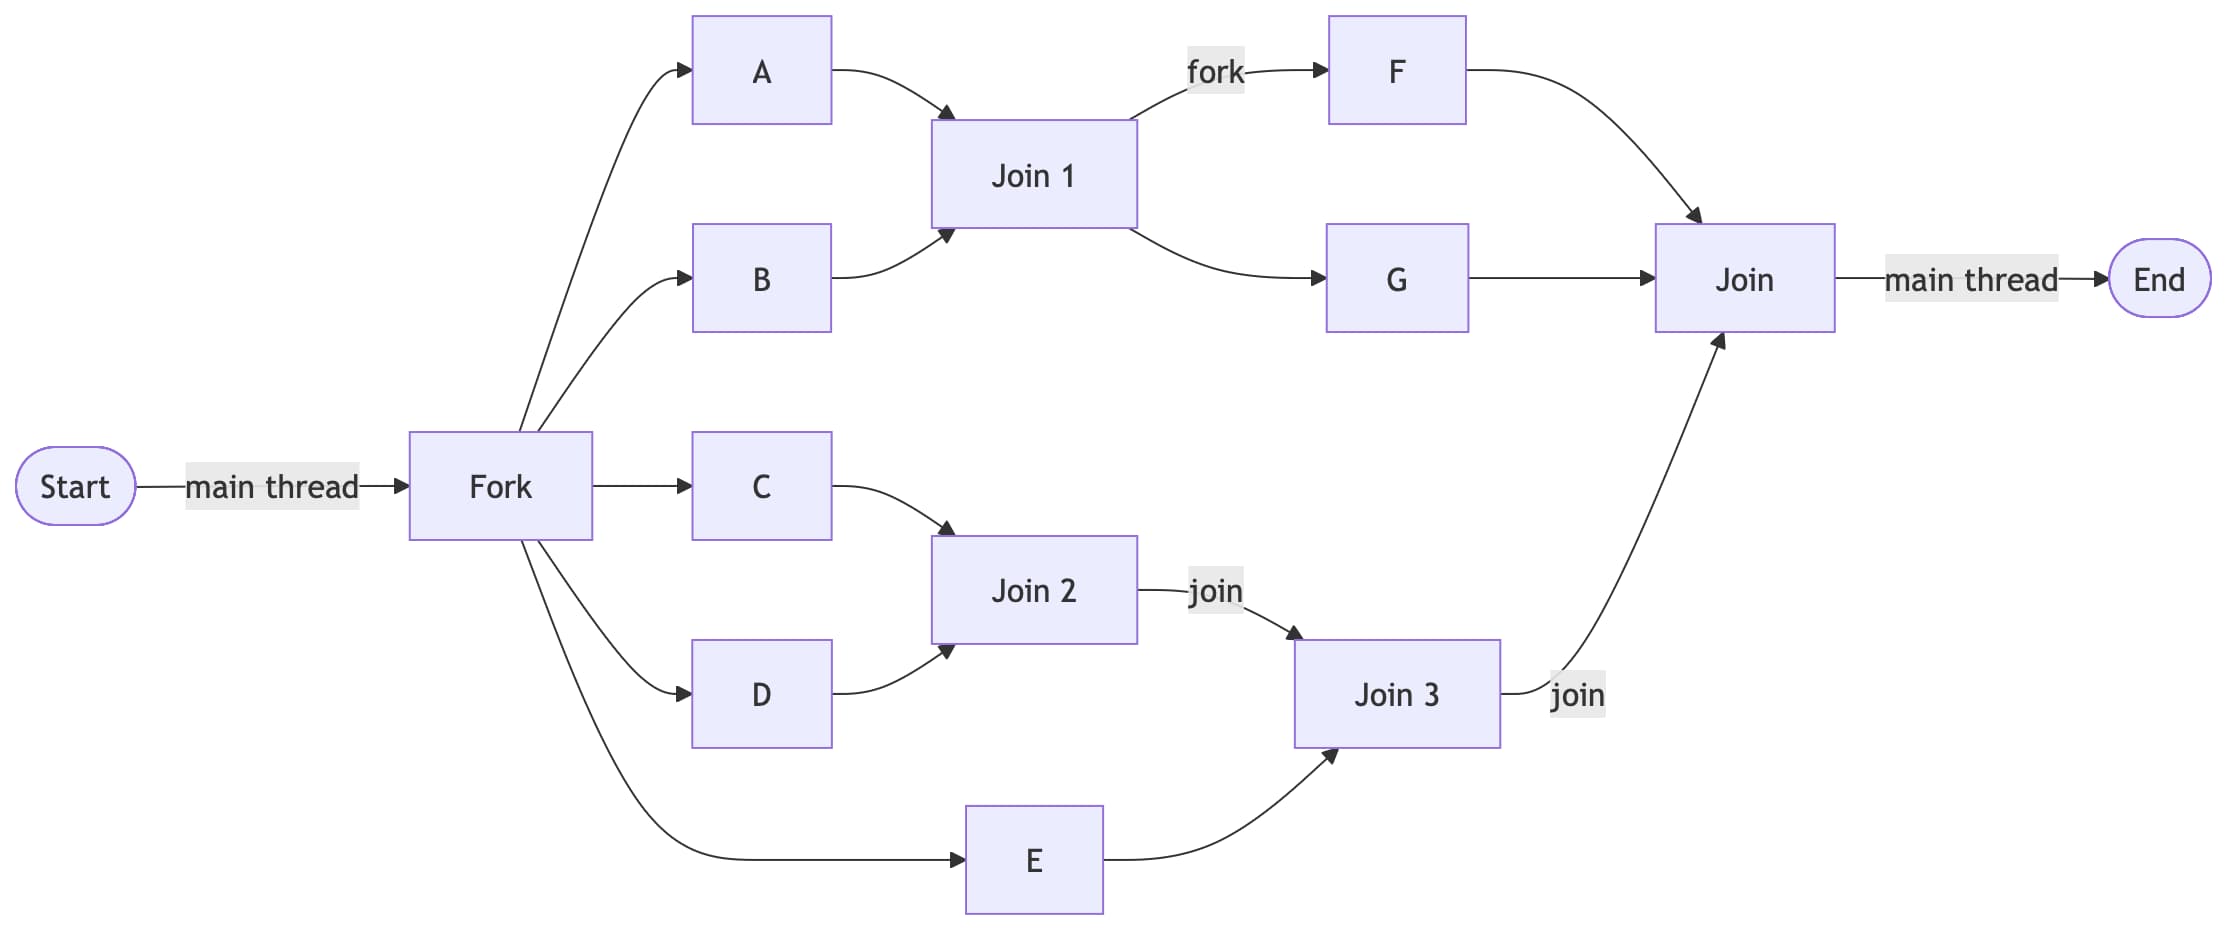 Start
main thread
Fork
A
B
C
D
E
Join 1
Join 2
fork
join
F
G
Join 3
join
Join
main thread
End